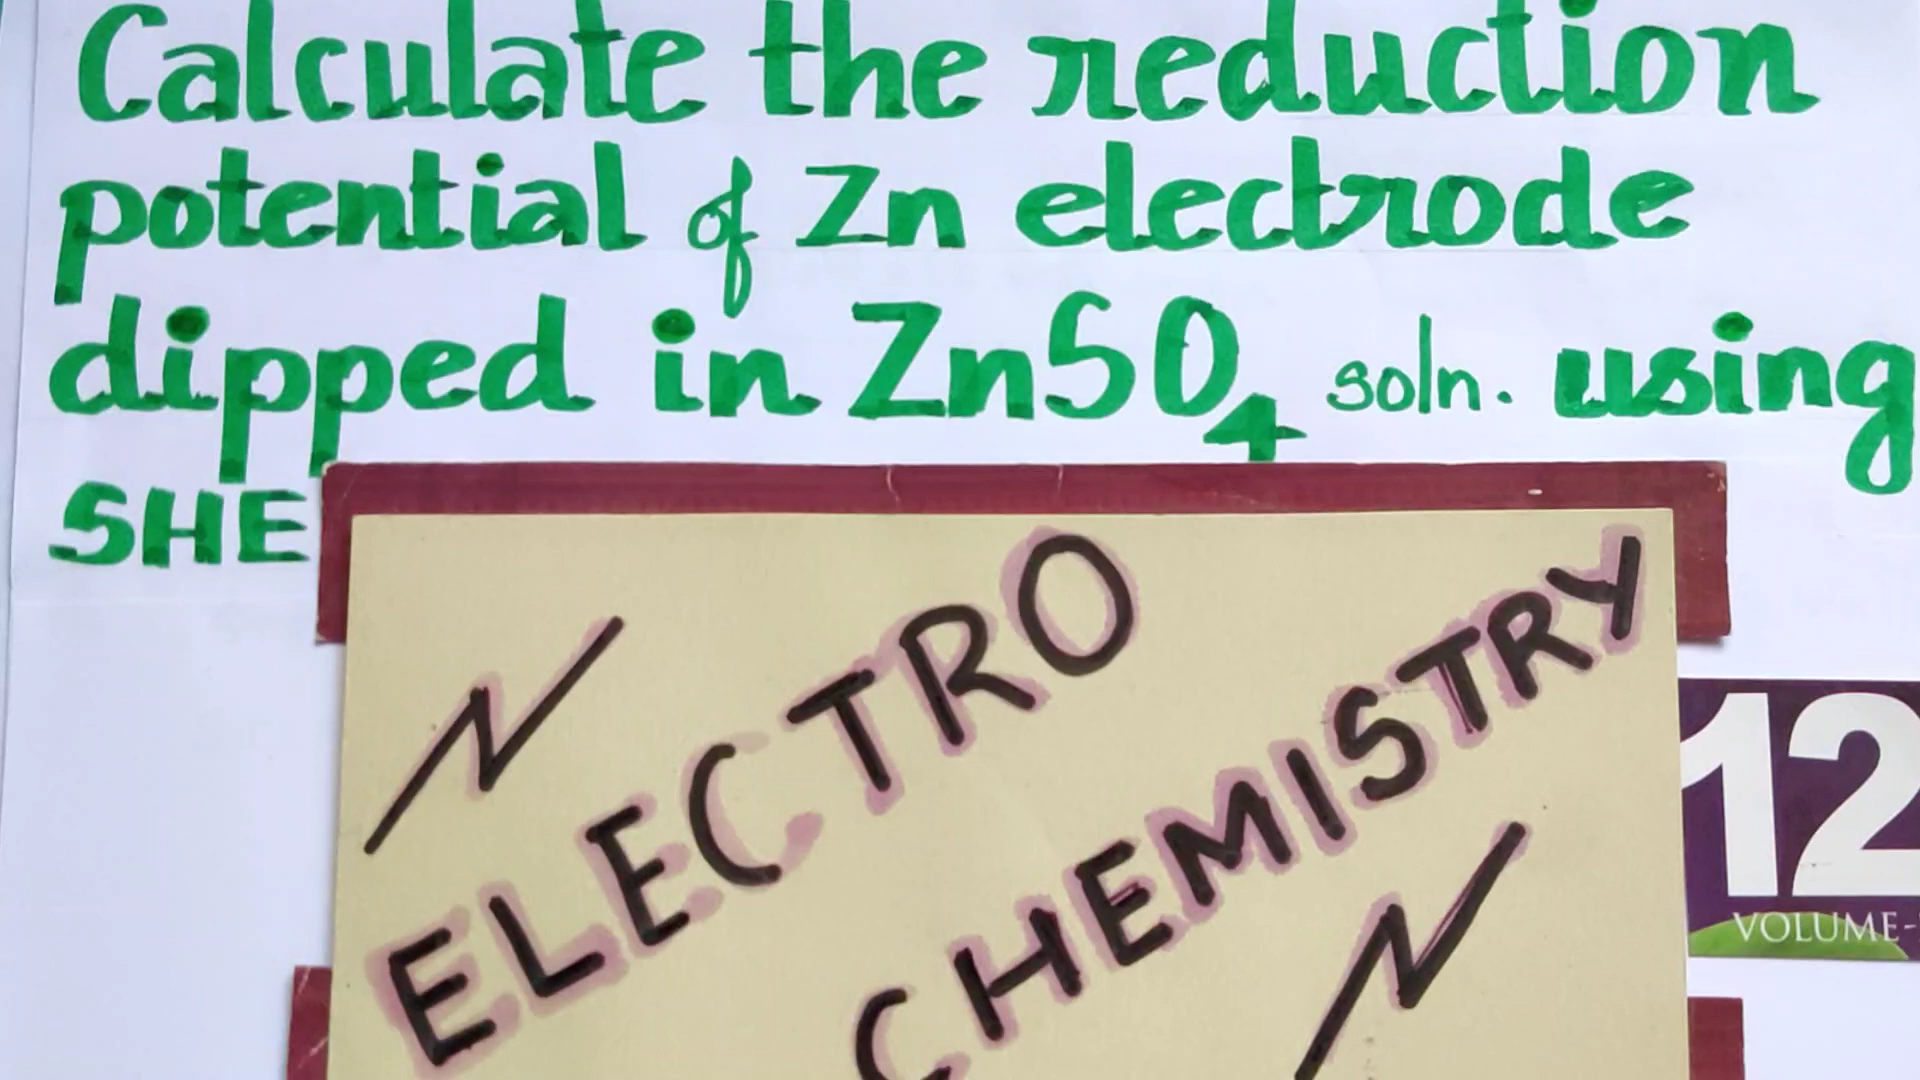 Calculate the reduction
potential of Zn electrode
dipped in ZnSO4 soln. using
SHE
ELECTRO
CHEMISTRY
12
VOLUME-